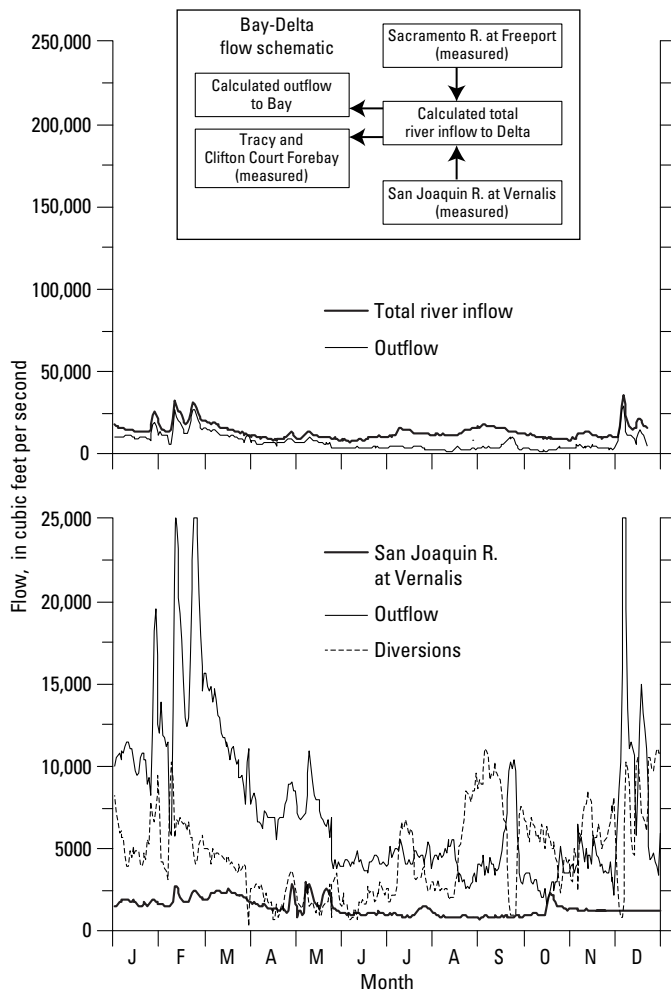 Bay-Delta
flow schematic
Sacramento R. at Freeport
(measured)
Calculated outflow
to Bay
Calculated total
river inflow to Delta
Tracy and
Clifton Court Forebay
(measured)
San Joaquin R. at Vernalis
(measured)
250,000
200,000
150,000
100,000
50,000
0
Total river inflow
Outflow
Flow, in cubic feet per second
25,000
20,000
15,000
10,000
5000
0
San Joaquin R.
at Vernalis
Outflow
Diversions
J F M A M J J A S O N D
Month